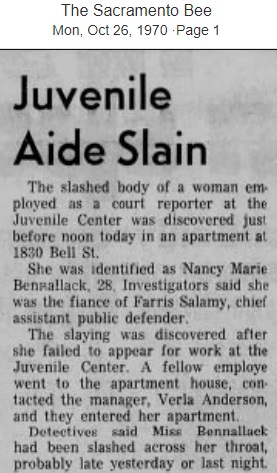 The Sacramento Bee
Mon, Oct 26, 1970 ·Page 1
Juvenile
Aide Slain
The slashed body of a woman em-
ployed as a court reporter at the
Juvenile Center was discovered just
before noon today in an apartment at
1830 Bell St.
She was identified as Nancy Marie
Bennallack, 28. Investigators said she
was the fiance of Farris Salamy, chief
assistant public defender.
The slaying was discovered after
she failed to appear for work at the
Juvenile Center. A fellow employe
went to the apartment house, con-
tacted the manager, Verla Anderson,
and they entered her apartment.
Detectives said Miss Bennallack
had been slashed across her throat,
probably late yesterday or last night.